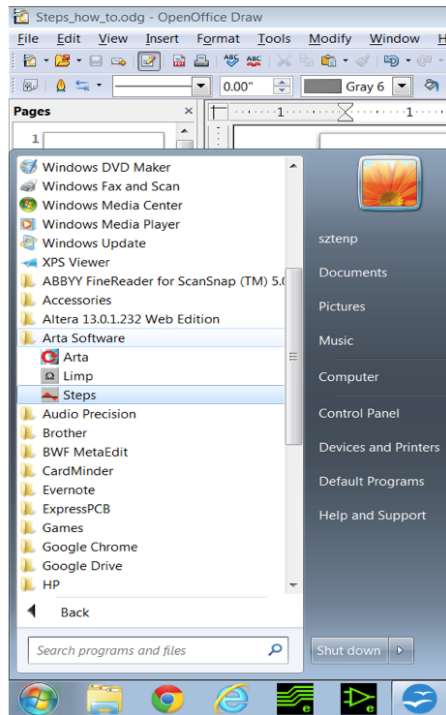 Steps_how_to.odg - OpenOffice Draw
File Edit View Insert Format Tools Modify Window H
0.00" Gray 6
Pages
1 1
1
Windows DVD Maker
Windows Fax and Scan
Windows Media Center
Windows Media Player
Windows Update
XPS Viewer
ABBYY FineReader for ScanSnap (TM) 5.0
Accessories
Altera 13.0.1.232 Web Edition
Arta Software
Arta
Limp
Steps
Audio Precision
Brother
BWF MetaEdit
CardMinder
Evernote
ExpressPCB
Games
Google Chrome
Google Drive
HP
Back
Search programs and files
sztenp
Documents
Pictures
Music
Computer
Control Panel
Devices and Printers
Default Programs
Help and Support
Shut down